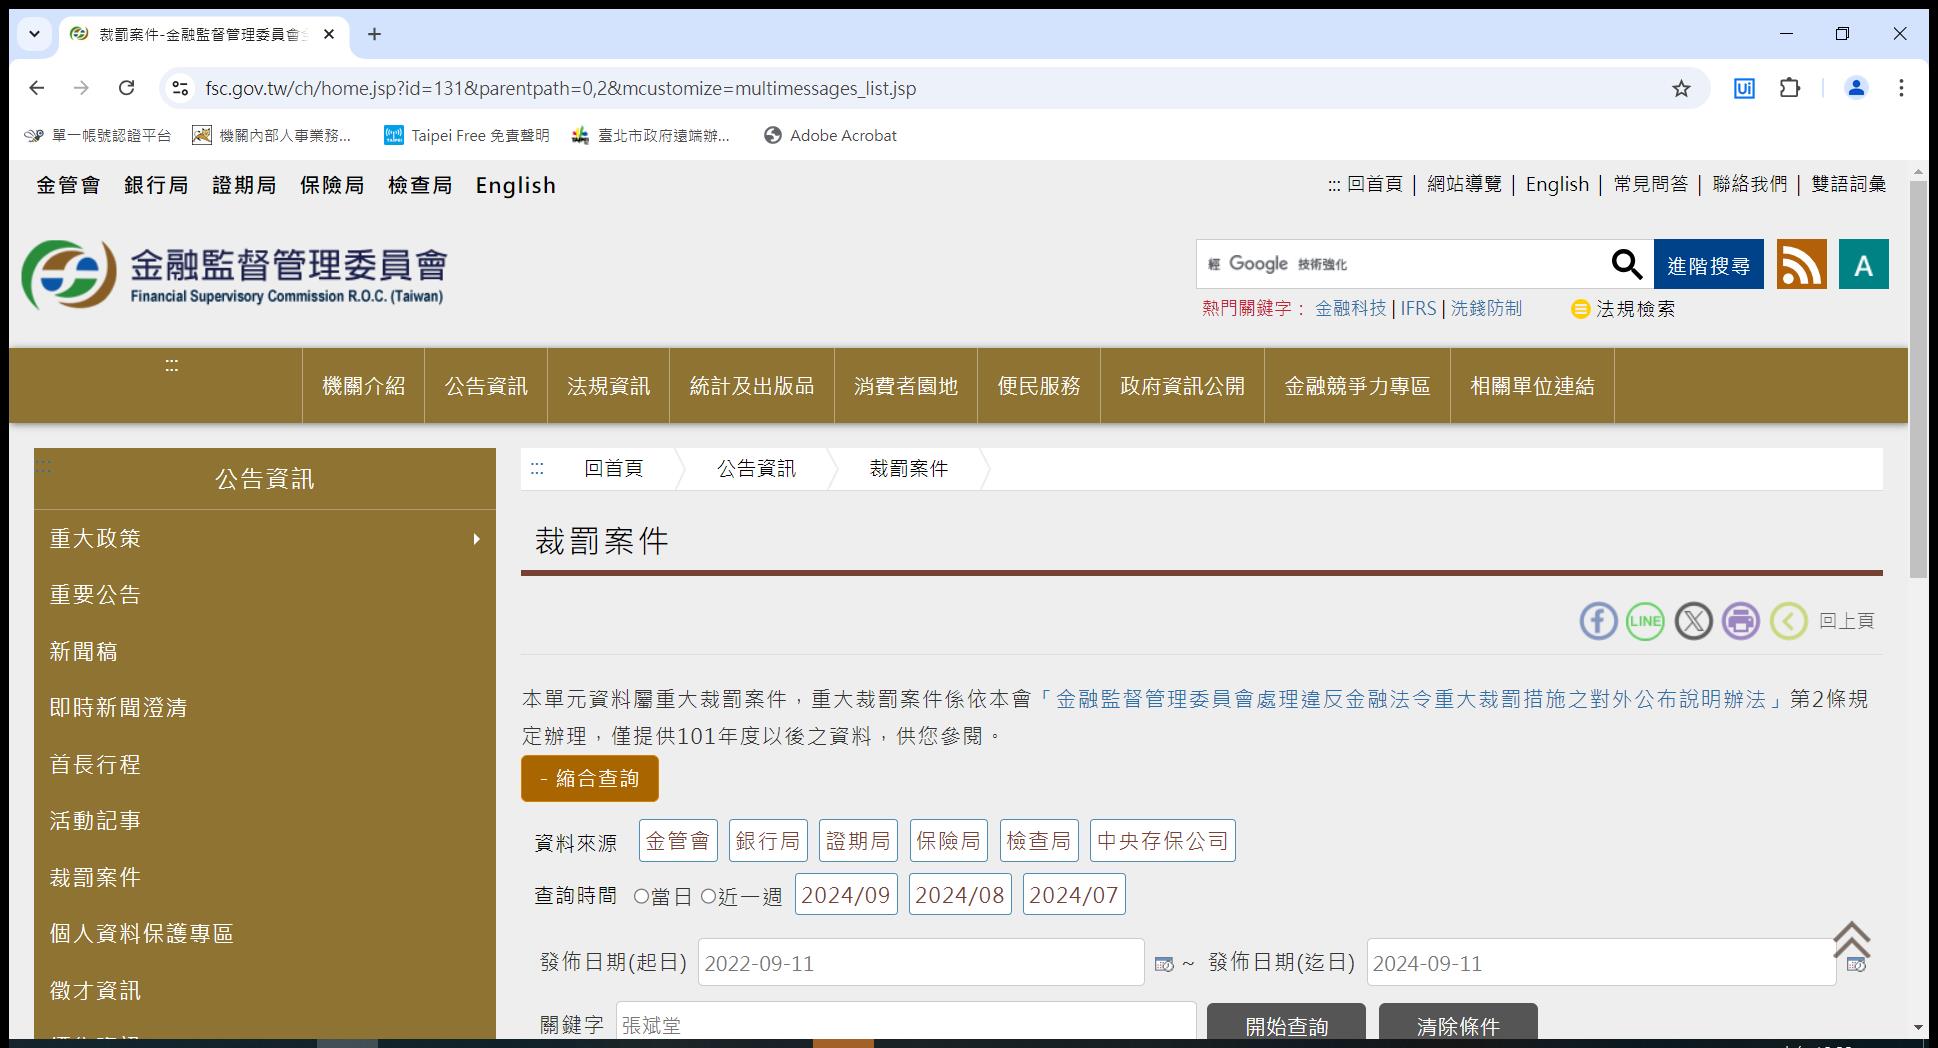 裁罰案件-金融監督管理委員會
fsc.gov.tw/ch/home.jsp?id=131&parentpath=0,2&mcustomize=multimessages_list.jsp
單一帳號認證平台 機關內部人事業務... Taipei Free 免責聲明 臺北市政府遠端辦... Adobe Acrobat
金管會 銀行局 證期局 保險局 檢查局 English
::: 回首頁 | 網站導覽 | English | 常見問答 | 聯絡我們 | 雙語詞彙
金融監督管理委員會
Financial Supervisory Commission R.O.C. (Taiwan)
經 Google 技術強化
進階搜尋
A
熱門關鍵字： 金融科技 | IFRS | 洗錢防制
法規檢索
:::
機關介紹 公告資訊 法規資訊 統計及出版品 消費者園地 便民服務 政府資訊公開 金融競爭力專區 相關單位連結
:::
公告資訊
重大政策
重要公告
新聞稿
即時新聞澄清
首長行程
活動記事
裁罰案件
個人資料保護專區
徵才資訊
::: 回首頁 公告資訊 裁罰案件
裁罰案件
LINE
回上頁
本單元資料屬重大裁罰案件，重大裁罰案件係依本會「金融監督管理委員會處理違反金融法令重大裁罰措施之對外公布說明辦法」第2條規
定辦理，僅提供101年度以後之資料，供您參閱。
- 縮合查詢
資料來源 金管會 銀行局 證期局 保險局 檢查局 中央存保公司
查詢時間 當日 近一週 2024/09 2024/08 2024/07
發佈日期(起日) 2022-09-11 ~ 發佈日期(迄日) 2024-09-11
關鍵字 張斌堂 開始查詢 清除條件